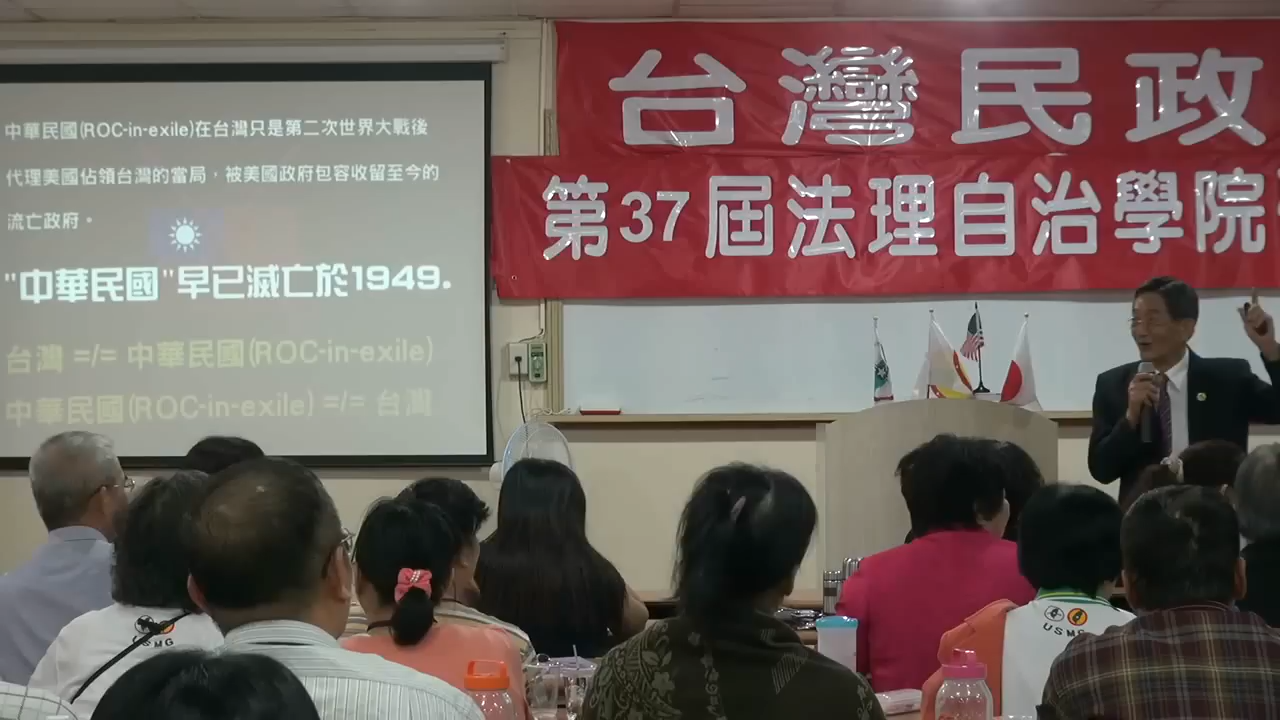 中華民國(ROC-in-exile)在台灣只是第二次世界大戰後
代理美國佔領台灣的當局，被美國政府包容收留至今的
流亡政府。
"中華民國"早已滅亡於1949.
台灣 =/= 中華民國(ROC-in-exile)
中華民國(ROC-in-exile) =/= 台灣
台灣民政
第37屆法理自治學院
USMG